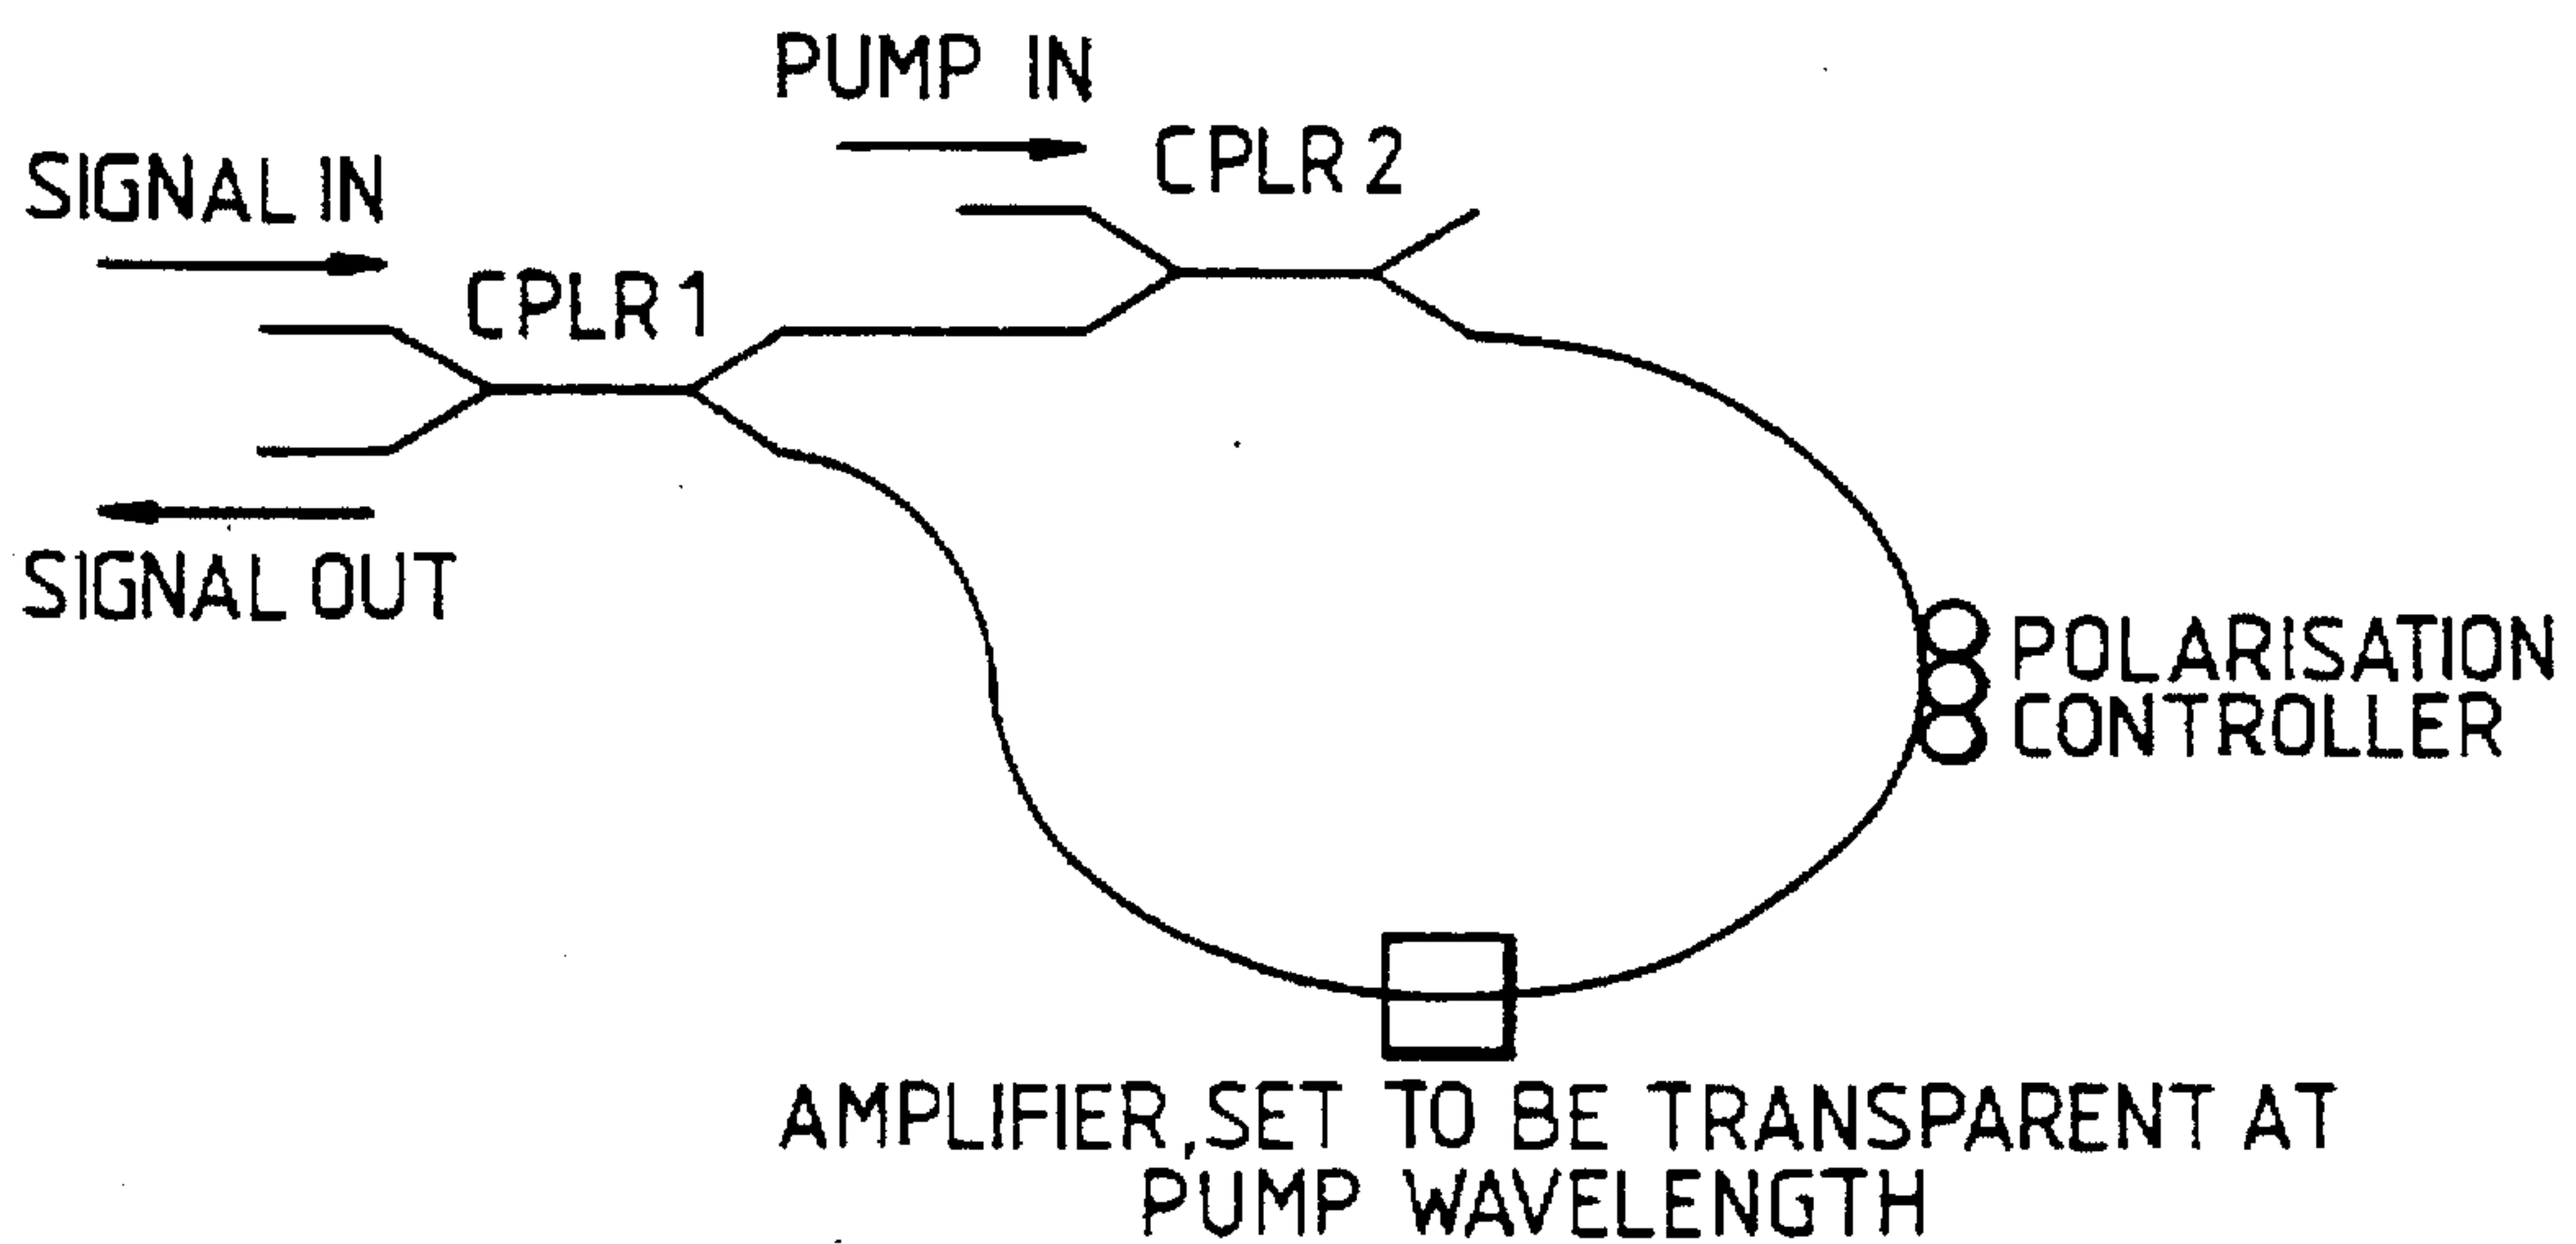 PUMP IN
CPLR 2
SIGNAL IN
CPLR 1
SIGNAL OUT
POLARISATION
CONTROLLER
AMPLIFIER, SET TO BE TRANSPARENT AT
PUMP WAVELENGTH